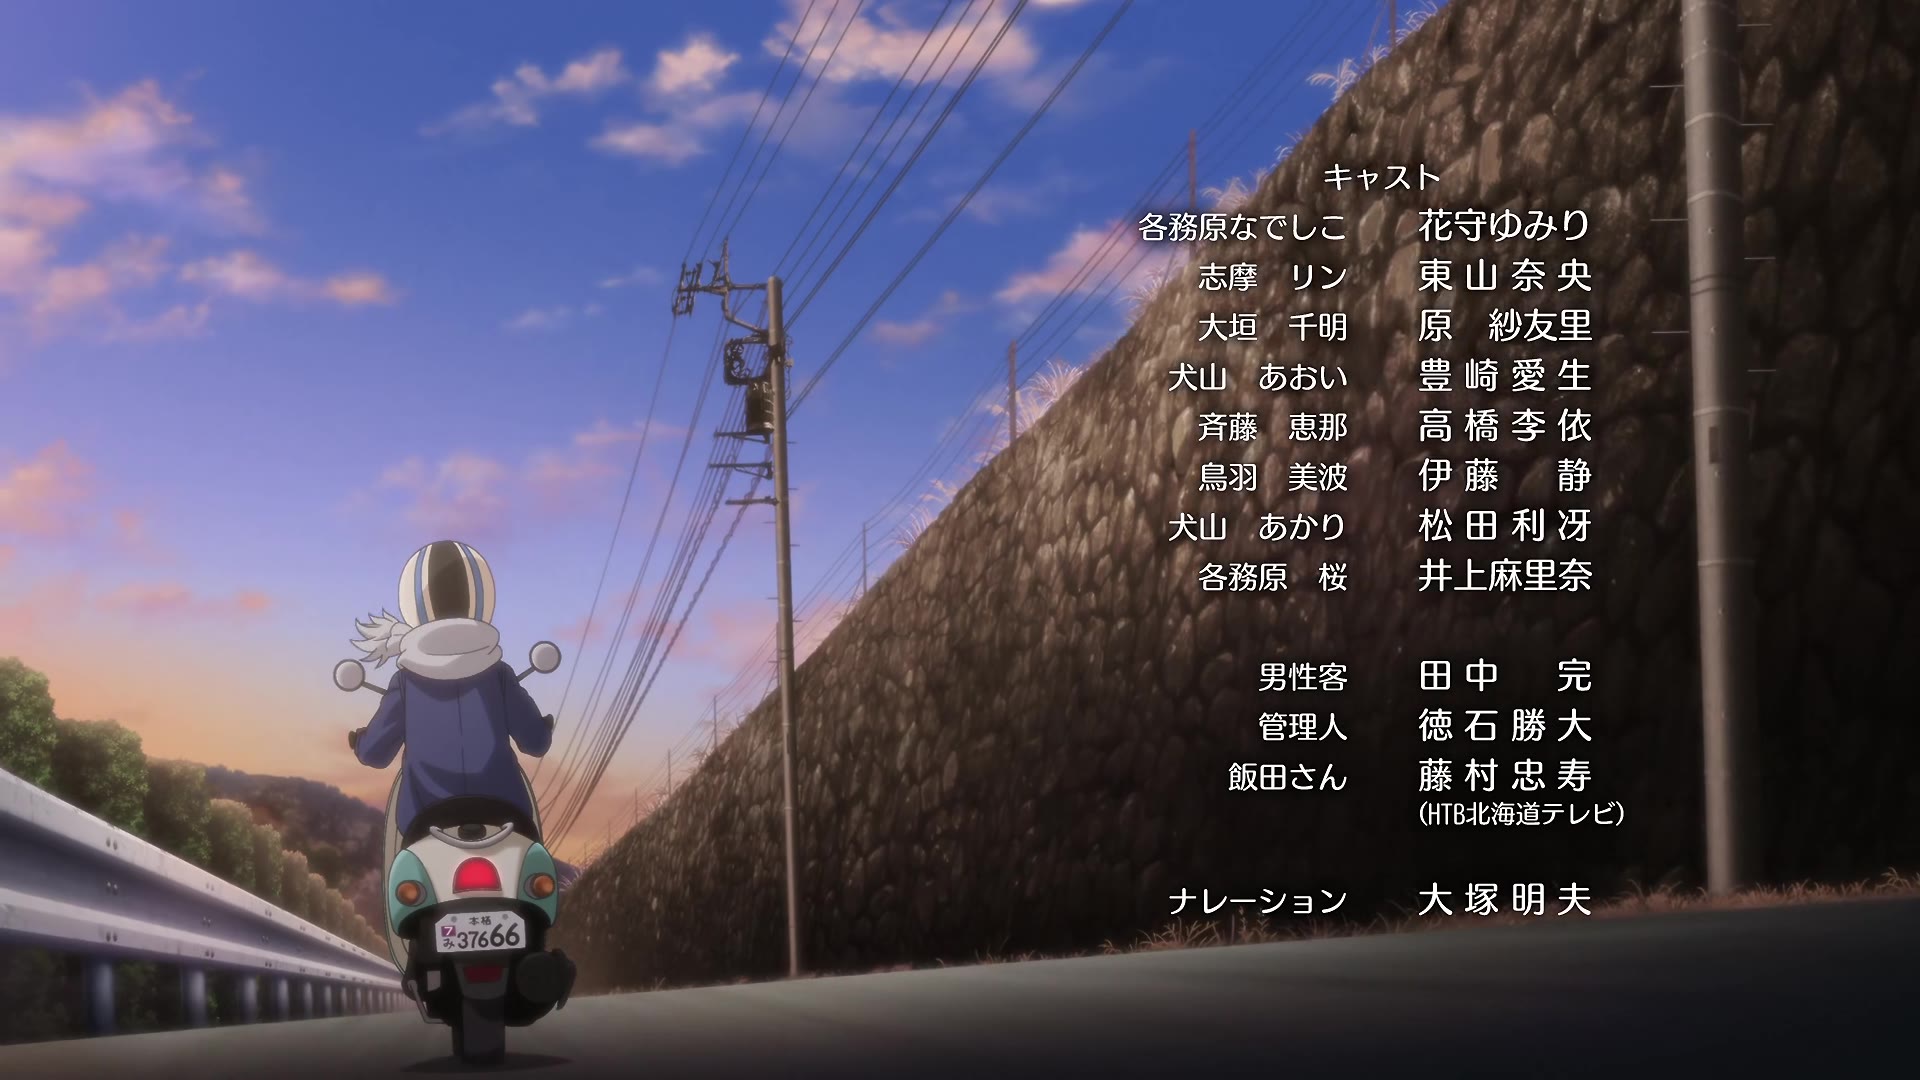 キャスト
各務原なでしこ 花守ゆみり
志摩 リン 東山奈央
大垣 千明 原 紗友里
犬山 あおい 豊崎愛生
斉藤 恵那 高橋李依
鳥羽 美波 伊藤 静
犬山 あかり 松田利冴
各務原 桜 井上麻里奈
男性客 田中 完
管理人 徳石勝大
飯田さん 藤村忠寿
(HTB北海道テレビ)
ナレーション 大塚明夫
本栖
7
み 37666